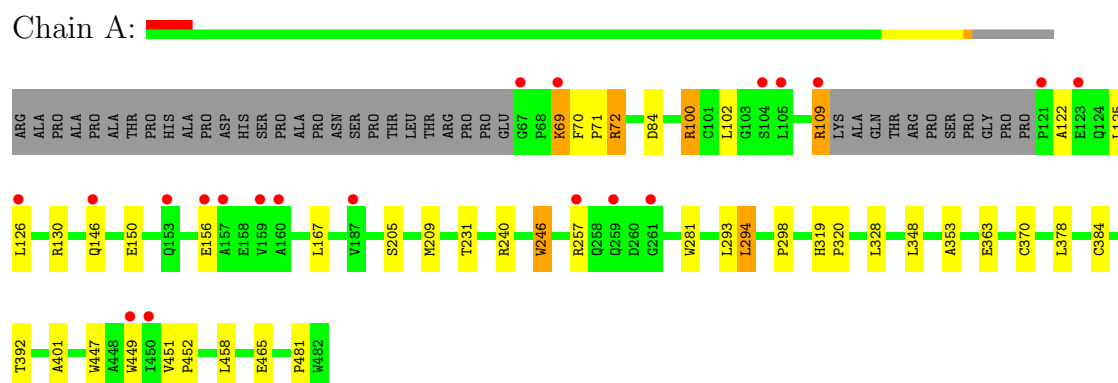 Chain A:
ARG ALA PRO ALA PRO ALA THR PRO HIS ALA PRO ASP HIS SER PRO ALA PRO ASN SER PRO THR LEU THR ARG PRO PRO GLU G67 P68 K69 F70 P71 R72 D84 R100 C101 L102 G103 S104 L105 R109 LYS ALA GLN THR ARG PRO SER PRO GLY PRO PRO P121 A122 E123 Q124 L125
L126 R130 Q146 E150 Q153 E156 A157 E158 V159 A160 L167 V187 S205 M209 T231 R240 W246 R257 Q258 Q259 D260 G261 W281 L293 L294 P298 H319 P320 L328 L348 A353 E363 C370 L378 C384
T392 A401 W447 A448 W449 I450 V451 P452 L458 E465 P481 W482